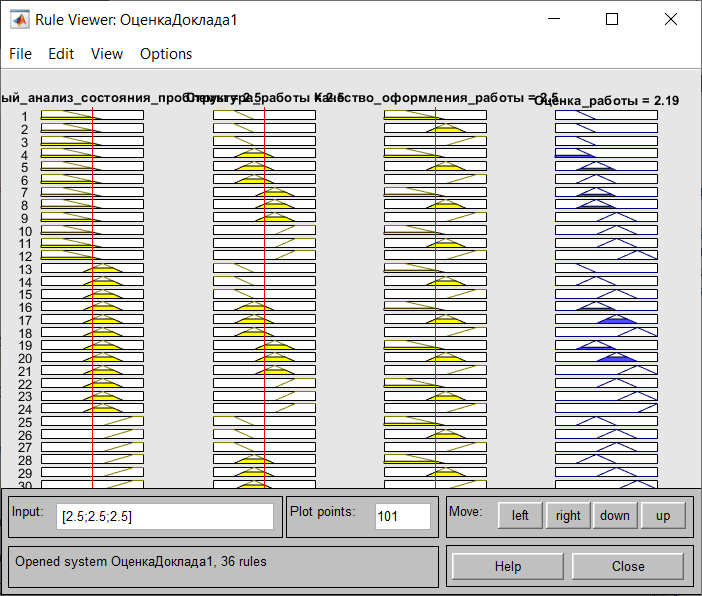 Rule Viewer: ОценкаДоклада1
File Edit View Options
ый_анализ_состояния_проблемы = 2.5
Структура_работы = 2.5
Качество_оформления_работы = 2.5
Оценка_работы = 2.19
1
2
3
4
5
6
7
8
9
10
11
12
13
14
15
16
17
18
19
20
21
22
23
24
25
26
27
28
29
30
Input: [2.5;2.5;2.5]
Plot points: 101
Move: left right down up
Opened system ОценкаДоклада1, 36 rules
Help Close